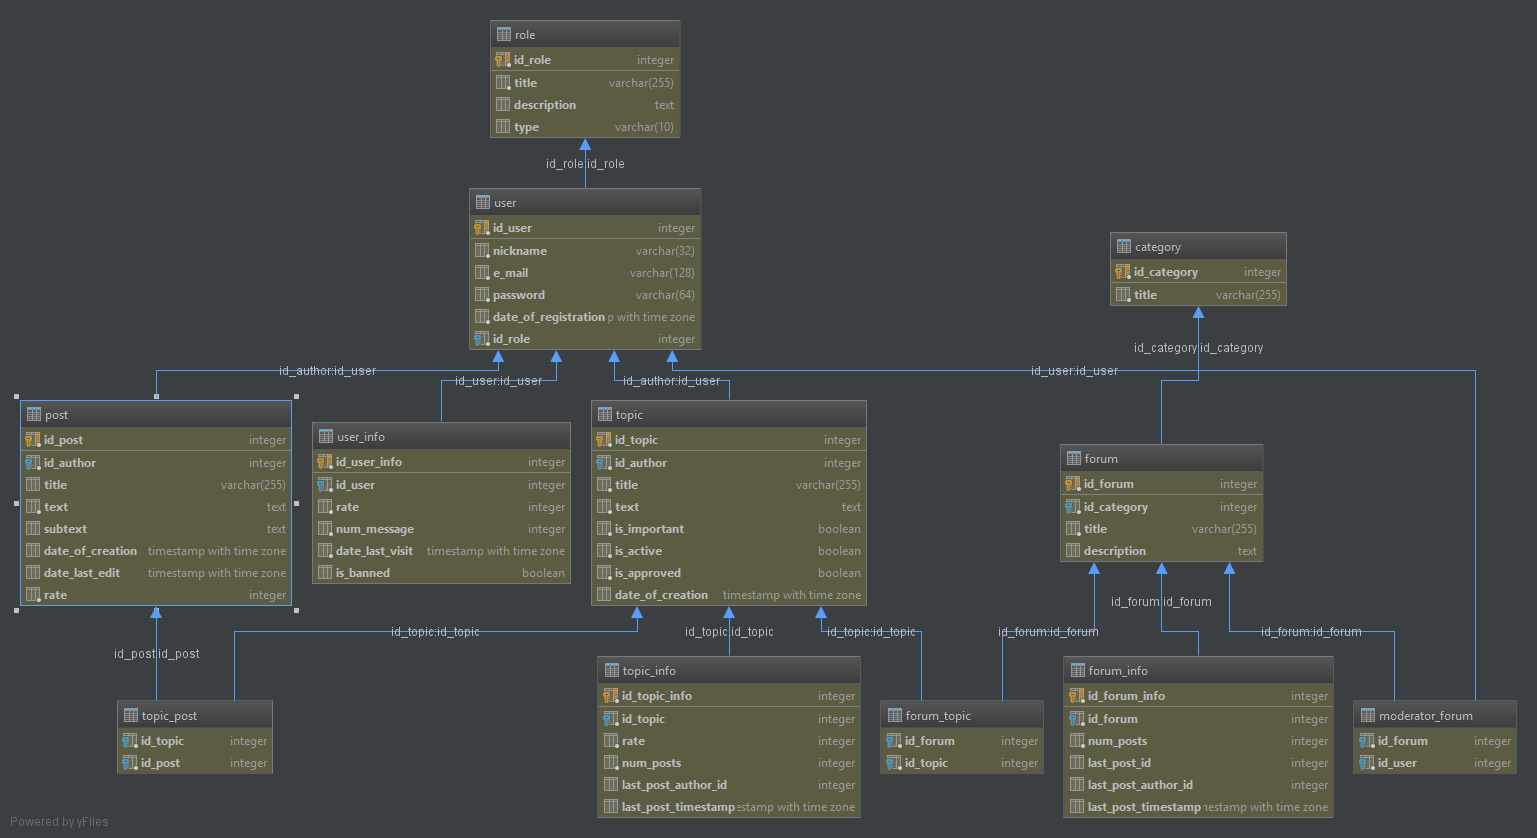 role
id_role integer
title varchar(255)
description text
type varchar(10)
id_role:id_role
user
id_user integer
nickname varchar(32)
e_mail varchar(128)
password varchar(64)
date_of_registration p with time zone
id_role integer
category
id_category integer
title varchar(255)
id_category:id_category
id_author:id_user
id_user:id_user
id_author:id_user
id_user:id_user
post
id_post integer
id_author integer
title varchar(255)
text text
subtext text
date_of_creation timestamp with time zone
date_last_edit timestamp with time zone
rate integer
user_info
id_user_info integer
id_user integer
rate integer
num_message integer
date_last_visit timestamp with time zone
is_banned boolean
topic
id_topic integer
id_author integer
title varchar(255)
text text
is_important boolean
is_active boolean
is_approved boolean
date_of_creation timestamp with time zone
forum
id_forum integer
id_category integer
title varchar(255)
description text
id_post:id_post
id_topic:id_topic
id_topic:id_topic
id_topic:id_topic
id_forum:id_forum
id_forum:id_forum
id_forum:id_forum
topic_post
id_topic integer
id_post integer
topic_info
id_topic_info integer
id_topic integer
rate integer
num_posts integer
last_post_author_id integer
last_post_timestamp estamp with time zone
forum_topic
id_forum integer
id_topic integer
forum_info
id_forum_info integer
id_forum integer
num_posts integer
last_post_id integer
last_post_author_id integer
last_post_timestamp nestamp with time zone
moderator_forum
id_forum integer
id_user integer
Powered by yFiles